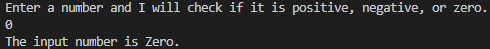 Enter a number and I will check if it is positive, negative, or zero.
0
The input number is Zero.